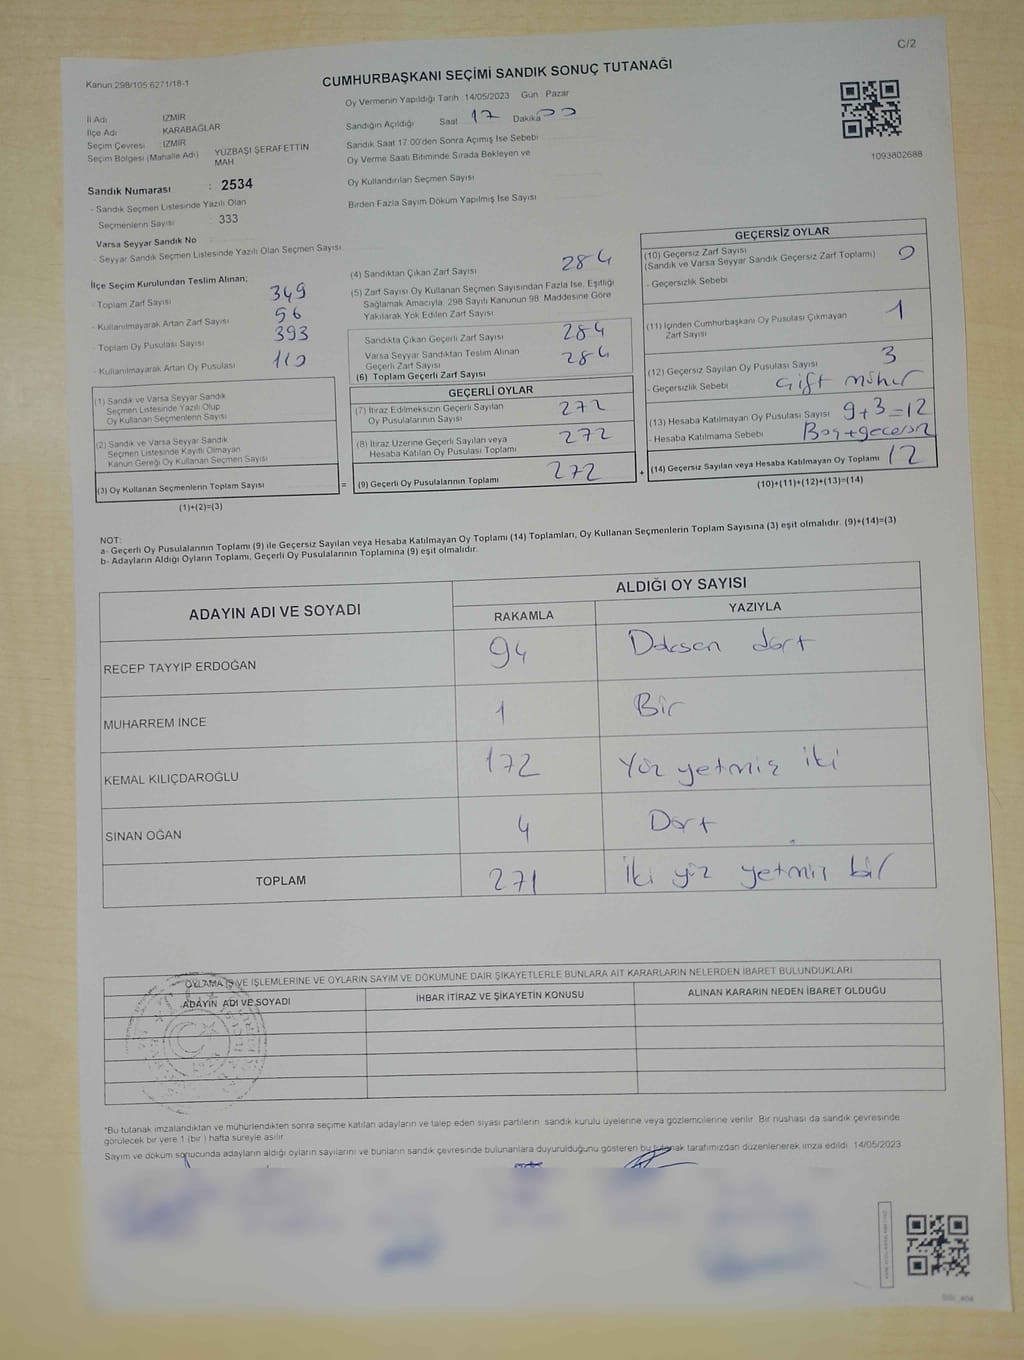 C/2
Kanun 298/105 6271/18-1
CUMHURBAŞKANI SEÇİMİ SANDIK SONUÇ TUTANAĞI
İl Adı İZMİR
İlçe Adı KARABAĞLAR
Seçim Çevresi : İZMİR
Seçim Bölgesi (Mahalle Adı) YÜZBAŞI ŞERAFETTİN MAH
Sandık Numarası : 2534
- Sandık Seçmen Listesinde Yazılı Olan
Seçmenlerin Sayısı 333
Varsa Seyyar Sandık No
- Seyyar Sandık Seçmen Listesinde Yazılı Olan Seçmen Sayısı
Oy Vermenin Yapıldığı Tarih : 14/05/2023 Gün : Pazar
Sandığın Açıldığı Saat 17 Dakika
Sandık Saat 17.00'den Sonra Açımış İse Sebebi
Oy Verme Saati Bitiminde Sırada Bekleyen ve
Oy Kullandırılan Seçmen Sayısı
Birden Fazla Sayım Döküm Yapılmış İse Sayısı
1093602688
İlçe Seçim Kurulundan Teslim Alınan;
- Toplam Zarf Sayısı 349
- Kullanılmayarak Artan Zarf Sayısı 56
- Toplam Oy Pusulası Sayısı 393
- Kullanılmayarak Artan Oy Pusulası 110
(1) Sandık ve Varsa Seyyar Sandık
Seçmen Listesinde Yazılı Olup
Oy Kullanan Seçmenlerin Sayısı
(2) Sandık ve Varsa Seyyar Sandık
Seçmen Listesinde Kayıtlı Olmayan
Kanun Gereği Oy Kullanan Seçmen Sayısı
(3) Oy Kullanan Seçmenlerin Toplam Sayısı
=
(1)+(2)=(3)
(4) Sandıktan Çıkan Zarf Sayısı 284
(5) Zarf Sayısı Oy Kullanan Seçmen Sayısından Fazla İse, Eşitliği
Sağlamak Amacıyla, 298 Sayılı Kanunun 98. Maddesine Göre
Yakılarak Yok Edilen Zarf Sayısı
Sandıkta Çıkan Geçerli Zarf Sayısı 284
Varsa Seyyar Sandıktan Teslim Alınan
Geçerli Zarf Sayısı 284
(6) Toplam Geçerli Zarf Sayısı
GEÇERLİ OYLAR
(7) İtiraz Edilmeksizin Geçerli Sayılan
Oy Pusulalarının Sayısı 272
(8) İtiraz Üzerine Geçerli Sayılan veya
Hesaba Katılan Oy Pusulası Toplamı 272
(9) Geçerli Oy Pusulalarının Toplamı 272
+
GEÇERSİZ OYLAR
(10) Geçersiz Zarf Sayısı
(Sandık ve Varsa Seyyar Sandık Geçersiz Zarf Toplamı) 0
- Geçersizlik Sebebi
(11) İçinden Cumhurbaşkanı Oy Pusulası Çıkmayan
Zarf Sayısı 1
(12) Geçersiz Sayılan Oy Pusulası Sayısı 3
- Geçersizlik Sebebi Çift mühür
(13) Hesaba Katılmayan Oy Pusulası Sayısı 9+3=12
- Hesaba Katılmama Sebebi Boş+geçersiz
(14) Geçersiz Sayılan veya Hesaba Katılmayan Oy Toplamı 12
(10)+(11)+(12)+(13)=(14)
NOT:
a- Geçerli Oy Pusulalarının Toplamı (9) ile Geçersiz Sayılan veya Hesaba Katılmayan Oy Toplamı (14) Toplamları, Oy Kullanan Seçmenlerin Toplam Sayısına (3) eşit olmalıdır. (9)+(14)=(3)
b- Adayların Aldığı Oyların Toplamı, Geçerli Oy Pusulalarının Toplamına (9) eşit olmalıdır.
ADAYIN ADI VE SOYADI
ALDIĞI OY SAYISI
RAKAMLA YAZIYLA
RECEP TAYYİP ERDOĞAN 94 Doksan dört
MUHARREM İNCE 1 Bir
KEMAL KILIÇDAROĞLU 172 Yüz yetmiş iki
SİNAN OĞAN 4 Dört
TOPLAM 271 İki yüz yetmiş bir
OYLAMA İŞ VE İŞLEMLERİNE VE OYLARIN SAYIM VE DÖKÜMÜNE DAİR ŞİKAYETLERLE BUNLARA AİT KARARLARIN NELERDEN İBARET BULUNDUKLARI
ADAYIN ADI VE SOYADI İHBAR İTİRAZ VE ŞİKAYETİN KONUSU ALINAN KARARIN NEDEN İBARET OLDUĞU
*Bu tutanak imzalandıktan ve mühürlendikten sonra seçime katılan adayların ve talep eden siyasi partilerin sandık kurulu üyelerine veya gözlemcilerine verilir. Bir nüshası da sandık çevresinde
görülecek bir yere 1 (bir ) hafta süreyle asılır.
Sayım ve döküm sonucunda adayların aldığı oyların sayılarını ve bunların sandık çevresinde bulunanlara duyurulduğunu gösteren bu tutanak tarafımızdan düzenlenerek imza edildi. 14/05/2023